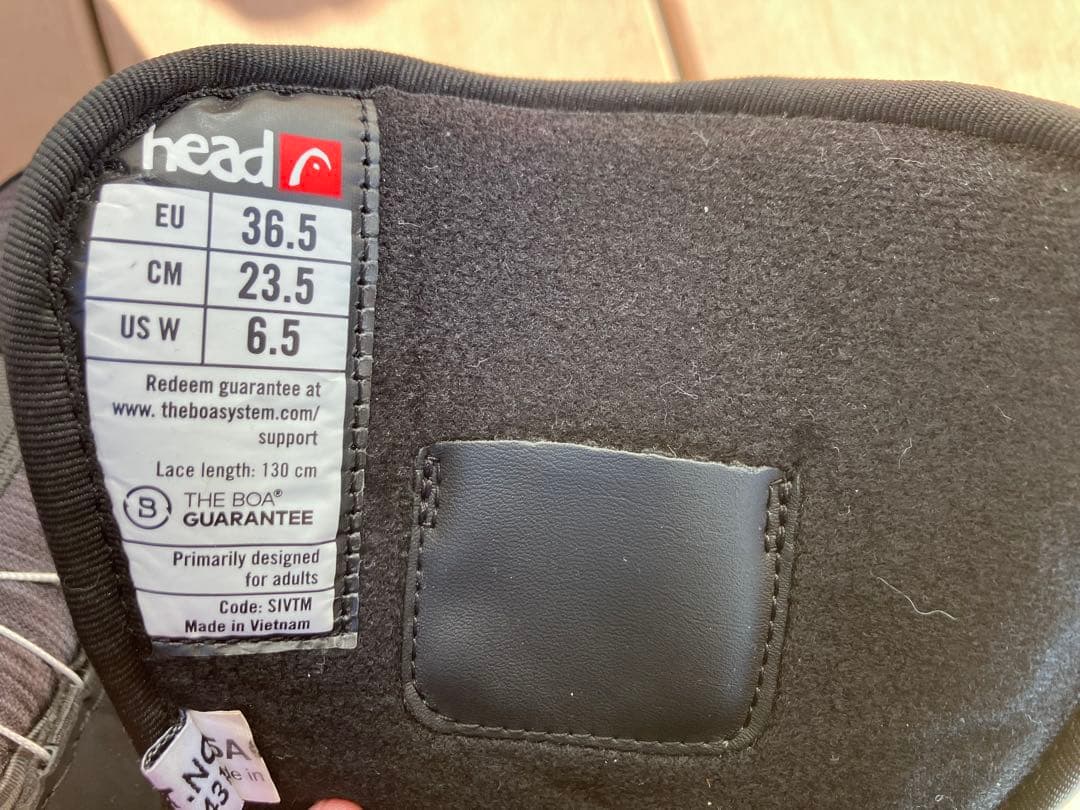 head
EU 36.5
CM 23.5
US W 6.5
Redeem guarantee at
www. theboasystem.com/
support
Lace length: 130 cm
B THE BOA®
GUARANTEE
Primarily designed
for adults
Code: SIVTM
Made in Vietnam